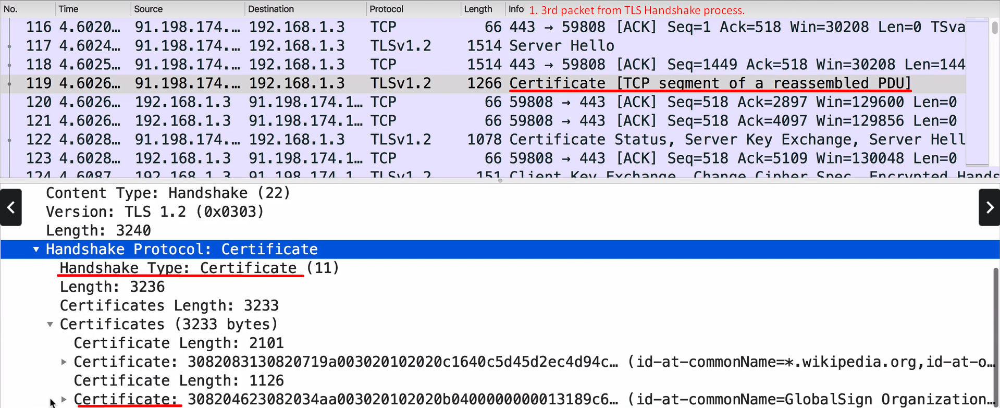 No. Time Source Destination Protocol Length Info 1. 3rd packet from TLS Handshake process.
116 4.6020… 91.198.174.… 192.168.1.3 TCP 66 443 → 59808 [ACK] Seq=1 Ack=518 Win=30208 Len=0 TSva
117 4.6024… 91.198.174.… 192.168.1.3 TLSv1.2 1514 Server Hello
118 4.6025… 91.198.174.… 192.168.1.3 TCP 1514 443 → 59808 [ACK] Seq=1449 Ack=518 Win=30208 Len=144
119 4.6026… 91.198.174.… 192.168.1.3 TLSv1.2 1266 Certificate [TCP segment of a reassembled PDU]
120 4.6026… 192.168.1.3 91.198.174.1… TCP 66 59808 → 443 [ACK] Seq=518 Ack=2897 Win=129600 Len=0
121 4.6026… 192.168.1.3 91.198.174.1… TCP 66 59808 → 443 [ACK] Seq=518 Ack=4097 Win=129856 Len=0
122 4.6028… 91.198.174.… 192.168.1.3 TLSv1.2 1078 Certificate Status, Server Key Exchange, Server Hell
123 4.6028… 192.168.1.3 91.198.174.1… TCP 66 59808 → 443 [ACK] Seq=518 Ack=5109 Win=130048 Len=0
124 4.6087 192.168.1.3 91.198.174.1 TLSv1.2 151 Client Key Exchange, Change Cipher Spec, Encrypted Hands
Content Type: Handshake (22)
Version: TLS 1.2 (0x0303)
Length: 3240
Handshake Protocol: Certificate
Handshake Type: Certificate (11)
Length: 3236
Certificates Length: 3233
Certificates (3233 bytes)
Certificate Length: 2101
Certificate: 3082083130820719a003020102020c1640c5d45d2ec4d94c… (id-at-commonName=*.wikipedia.org,id-at-o…
Certificate Length: 1126
Certificate: 308204623082034aa003020102020b0400000000013189c6… (id-at-commonName=GlobalSign Organization…